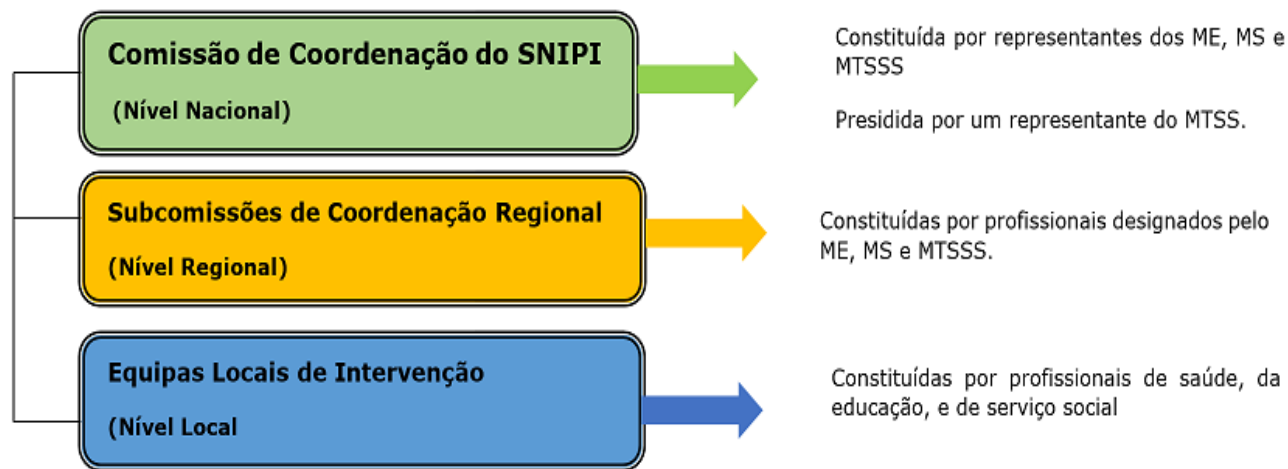 Comissão de Coordenação do SNIPI
(Nível Nacional)
Constituída por representantes dos ME, MS e
MTSSS
Presidida por um representante do MTSS.
Subcomissões de Coordenação Regional
(Nível Regional)
Constituídas por profissionais designados pelo
ME, MS e MTSSS.
Equipas Locais de Intervenção
(Nível Local
Constituídas por profissionais de saúde, da
educação, e de serviço social